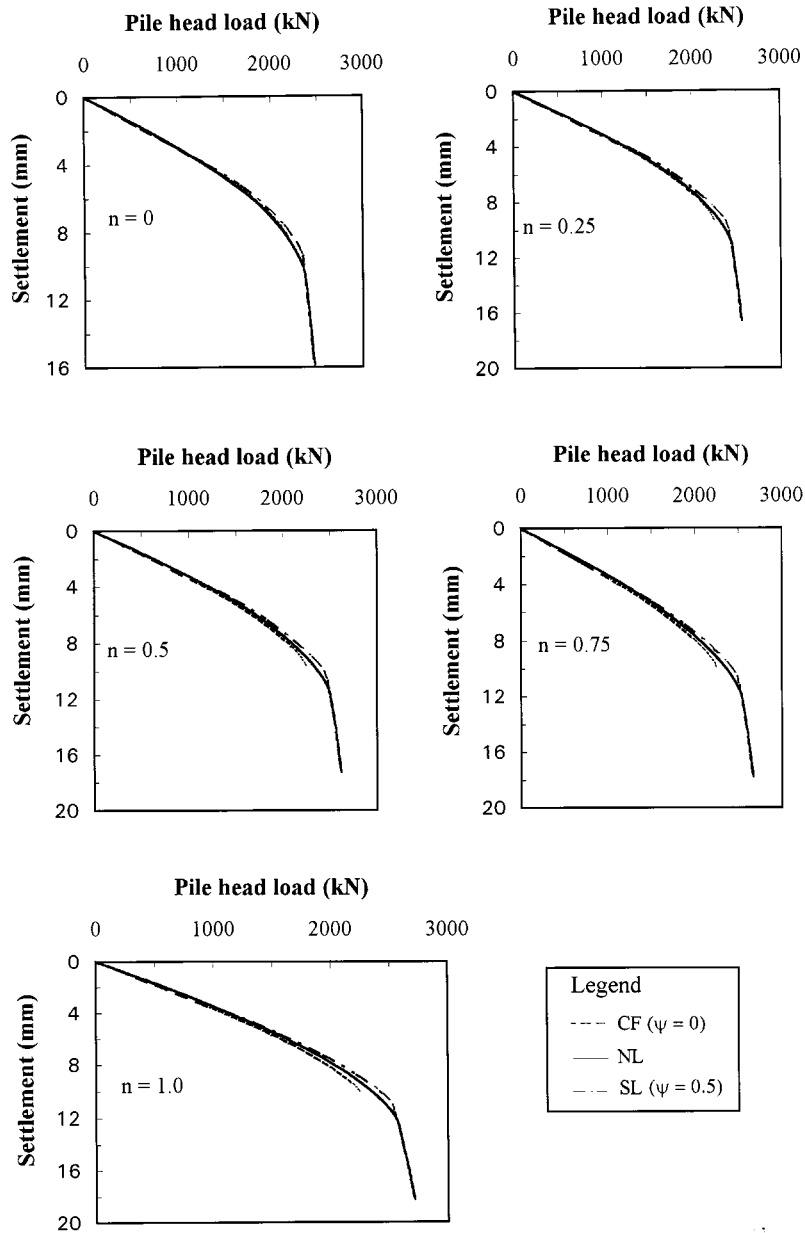 Pile head load (kN)
0 1000 2000 3000
Settlement (mm)
0
4
8
12
16
n = 0
Pile head load (kN)
0 1000 2000 3000
Settlement (mm)
0
4
8
12
16
20
n = 0.25
Pile head load (kN)
0 1000 2000 3000
Settlement (mm)
0
4
8
12
16
20
n = 0.5
Pile head load (kN)
0 1000 2000 3000
Settlement (mm)
0
4
8
12
16
20
n = 0.75
Pile head load (kN)
0 1000 2000 3000
Settlement (mm)
0
4
8
12
16
20
n = 1.0
Legend
CF (ψ = 0)
NL
SL (ψ = 0.5)